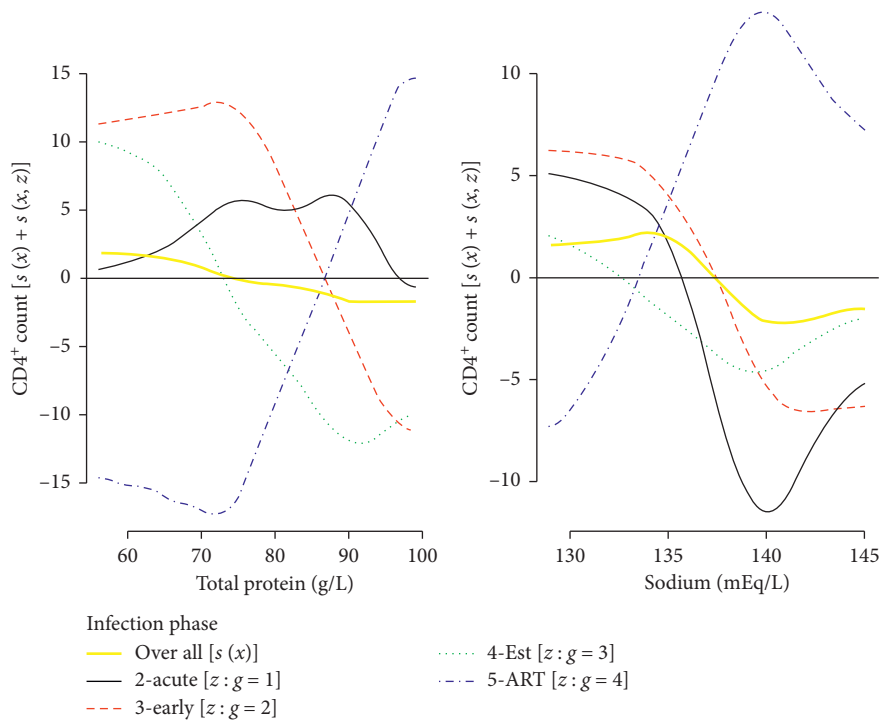 CD4+ count [s (x) + s (x, z)]
15
10
5
0
−5
−10
−15
60 70 80 90 100
Total protein (g/L)
CD4+ count [s (x) + s (x, z)]
10
5
0
−5
−10
130 135 140 145
Sodium (mEq/L)
Infection phase
Over all [s (x)]
2-acute [z : g = 1]
3-early [z : g = 2]
4-Est [z : g = 3]
5-ART [z : g = 4]